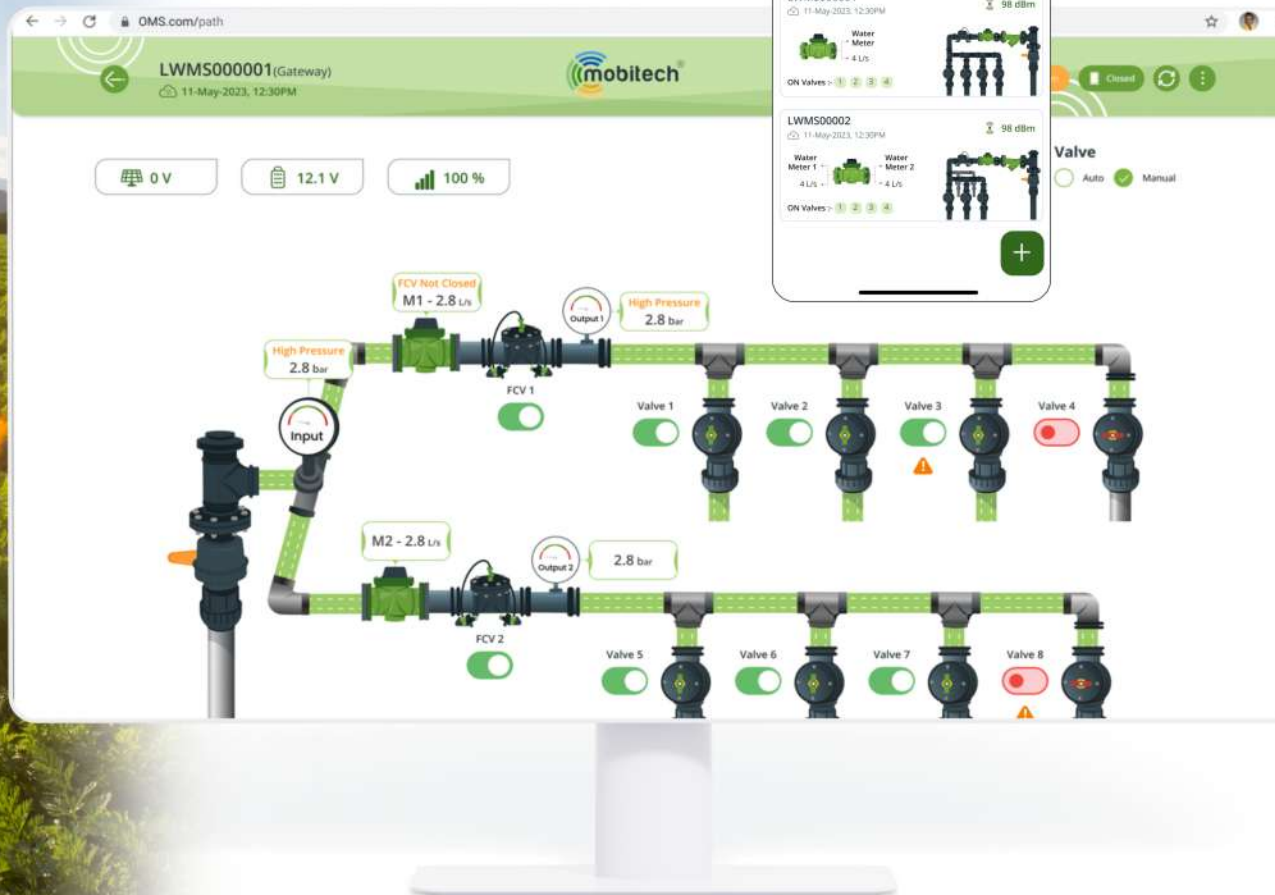 OMS.com/path
LWMS000001(Gateway)
11-May-2023, 12:30PM
mobitech
Closed
0 V
12.1 V
100 %
11-May-2023, 12:30PM
98 dBm
Water
Meter
4 L/s
ON Valves :- 1 2 3 4
LWMS00002
11-May-2023, 12:30PM
98 dBm
Water
Meter 1
4 L/s
Water
Meter 2
4 L/s
ON Valves :- 1 2 3 4
+
Valve
Auto
Manual
FCV Not Closed
M1 - 2.8 L/s
Output 1
High Pressure
2.8 bar
High Pressure
2.8 bar
Input
FCV 1
Valve 1
Valve 2
Valve 3
Valve 4
M2 - 2.8 L/s
Output 2
2.8 bar
FCV 2
Valve 5
Valve 6
Valve 7
Valve 8